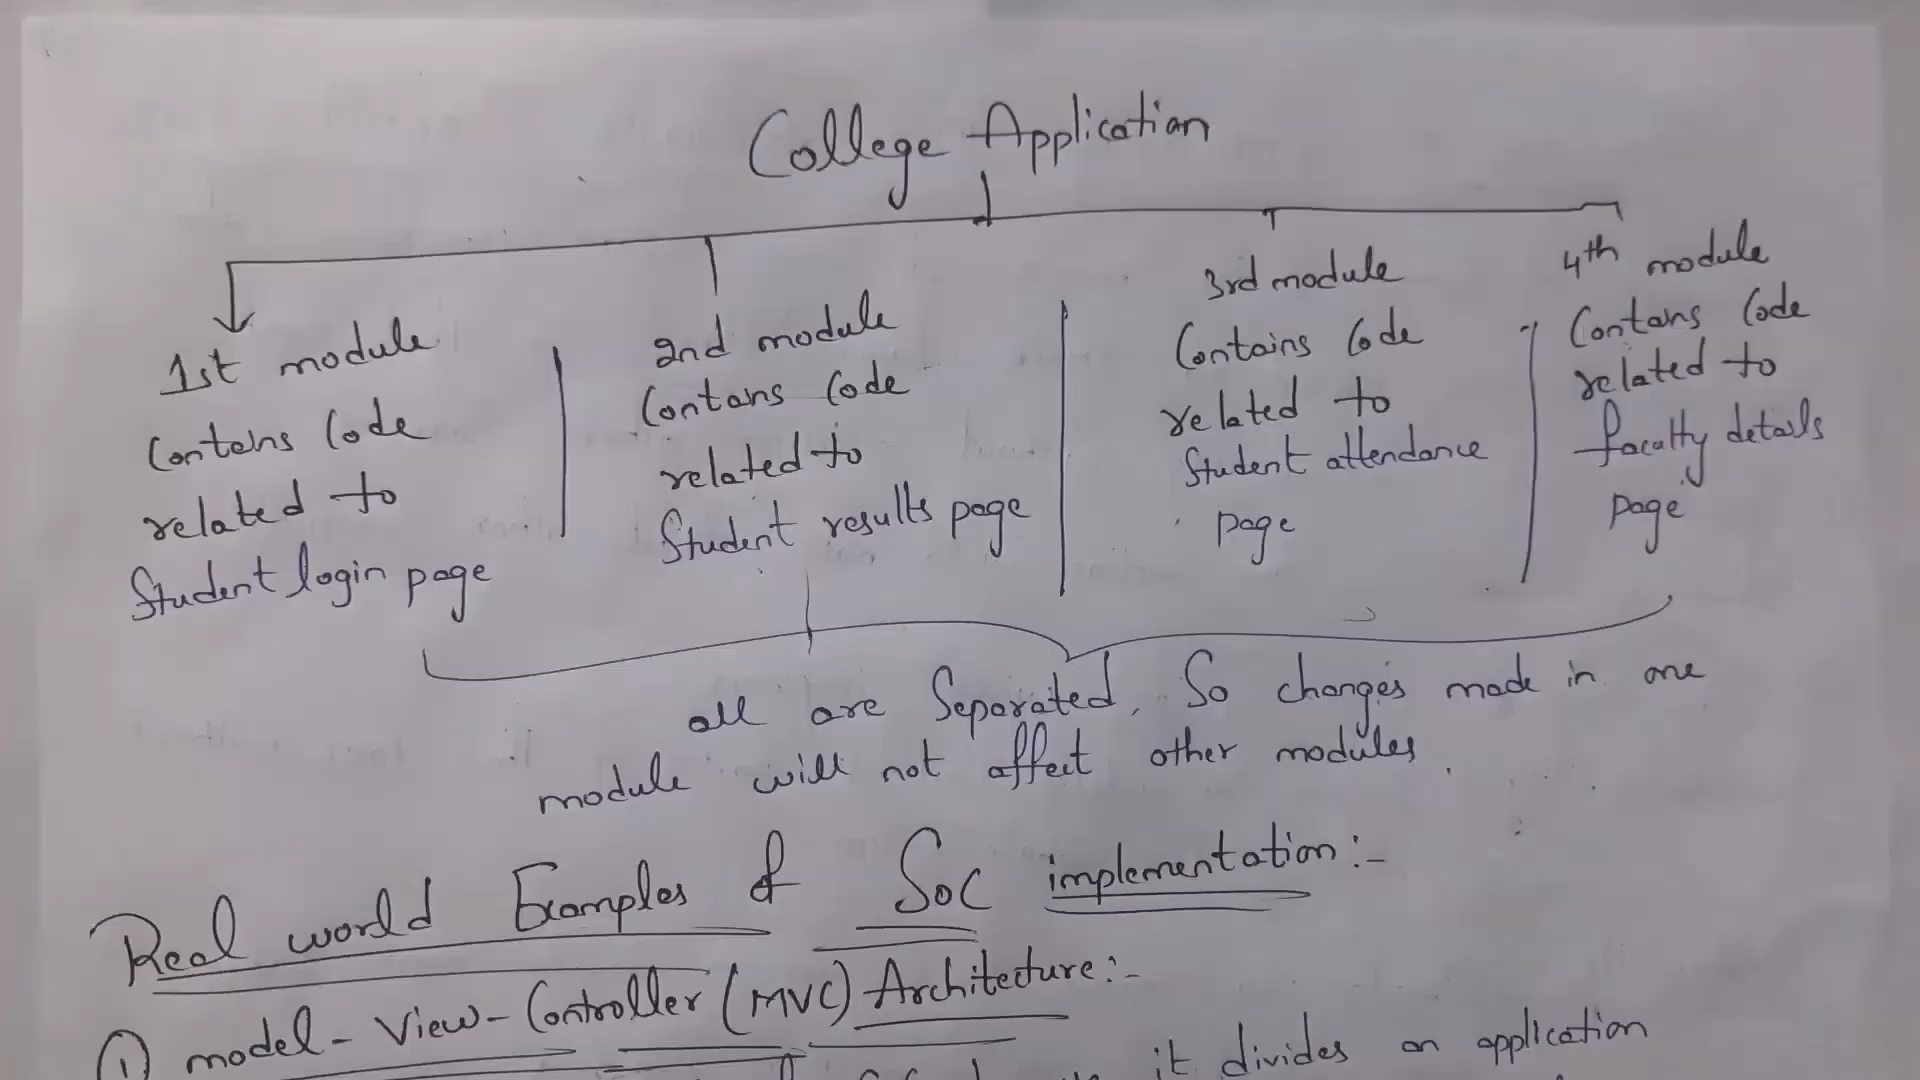 College Application
1st module
Contains Code
related to
Student login page
2nd module
Contans Code
related to
Student results page
3rd module
Contains Code
related to
Student attendance
page
4th module
Contans Code
related to
faculty details
page
all are Separated, So changes made in one
module will not affect other modules.
Real world Examples of SoC implementation:-
① model-View-Controller (MVC) Architecture:-
it divides an application